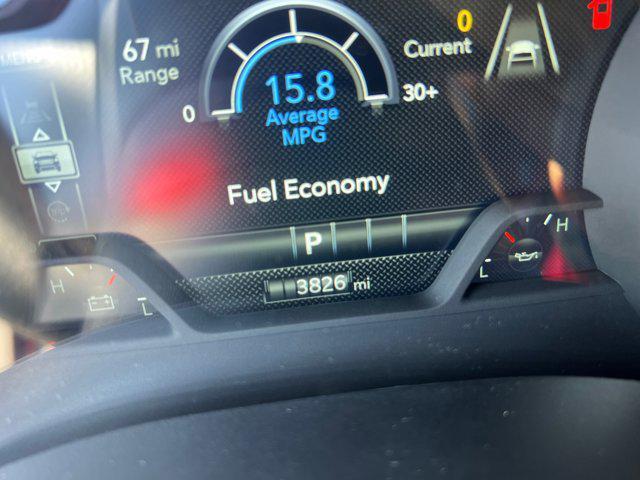 67 mi
Range
0
Current
15.8
Average
MPG
0
30+
Fuel Economy
P
H
L
3826 mi
L
H